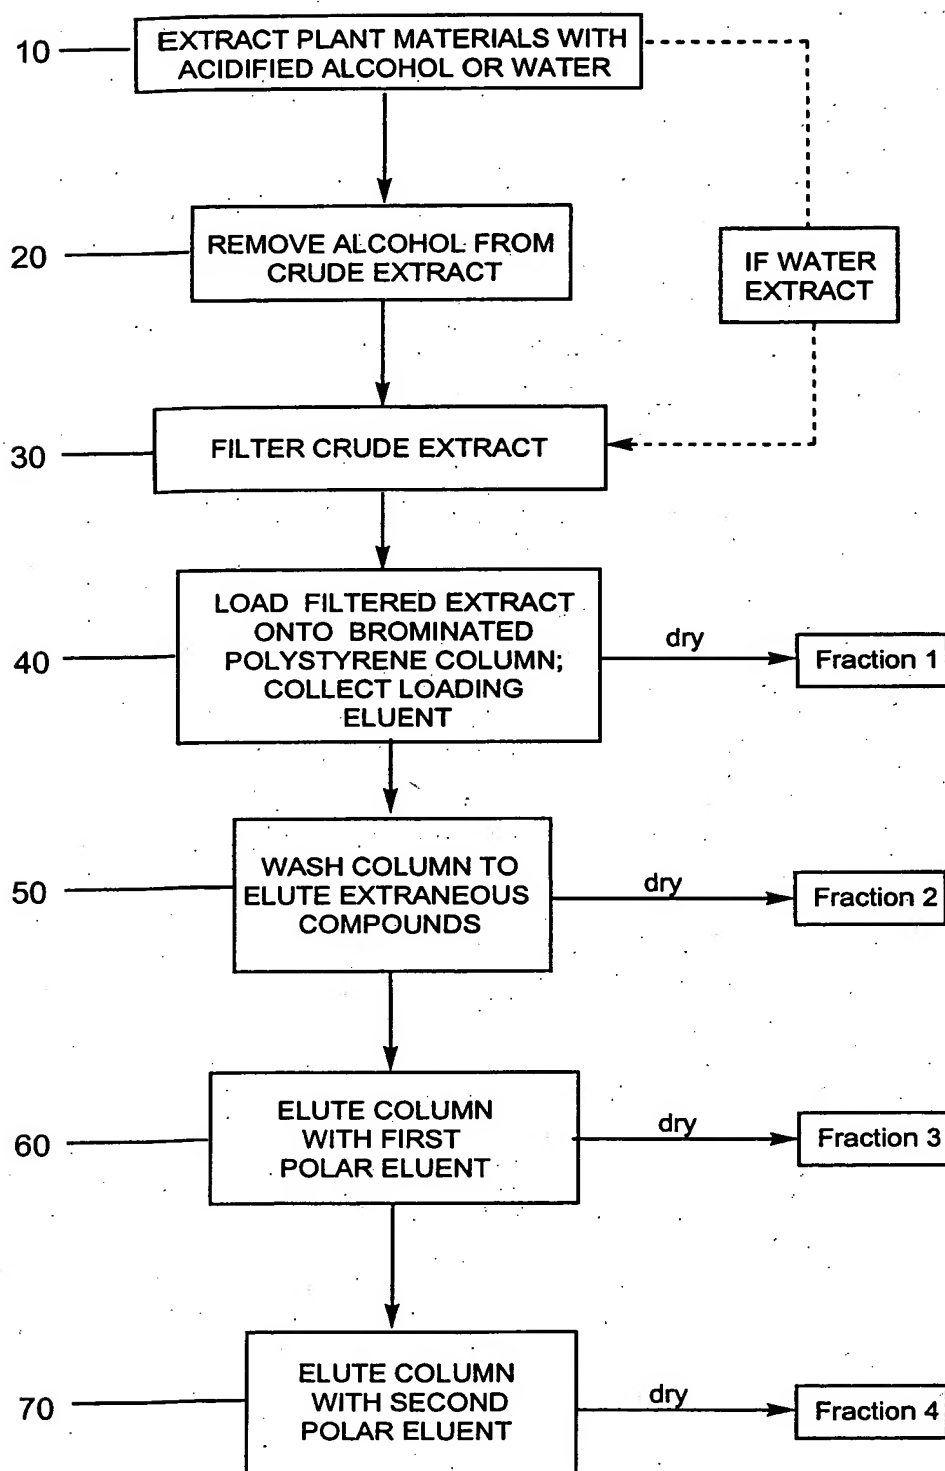 10
EXTRACT PLANT MATERIALS WITH
ACIDIFIED ALCOHOL OR WATER
20
REMOVE ALCOHOL FROM
CRUDE EXTRACT
IF WATER
EXTRACT
30
FILTER CRUDE EXTRACT
40
LOAD FILTERED EXTRACT
ONTO BROMINATED
POLYSTYRENE COLUMN;
COLLECT LOADING
ELUENT
dry
Fraction 1
50
WASH COLUMN TO
ELUTE EXTRANEOUS
COMPOUNDS
dry
Fraction 2
60
ELUTE COLUMN
WITH FIRST
POLAR ELUENT
dry
Fraction 3
70
ELUTE COLUMN
WITH SECOND
POLAR ELUENT
dry
Fraction 4